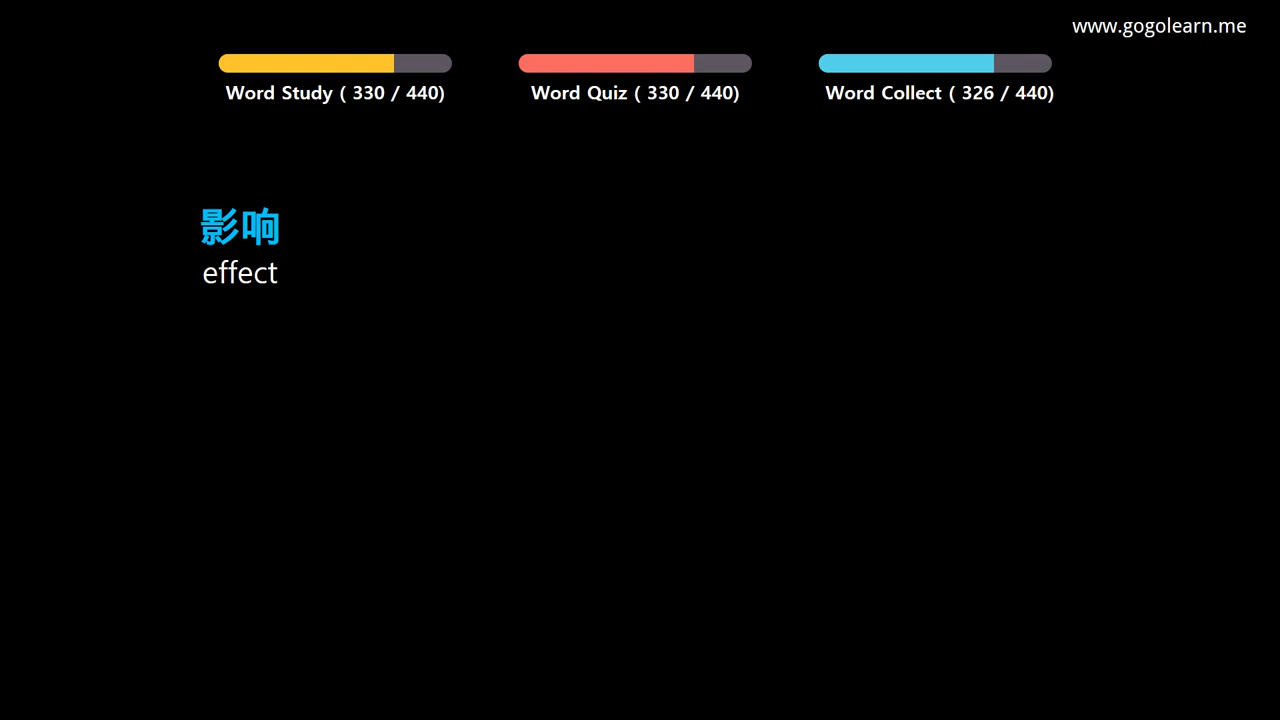 www.gogolearn.me
Word Study ( 330 / 440)
Word Quiz ( 330 / 440)
Word Collect ( 326 / 440)
影响
effect